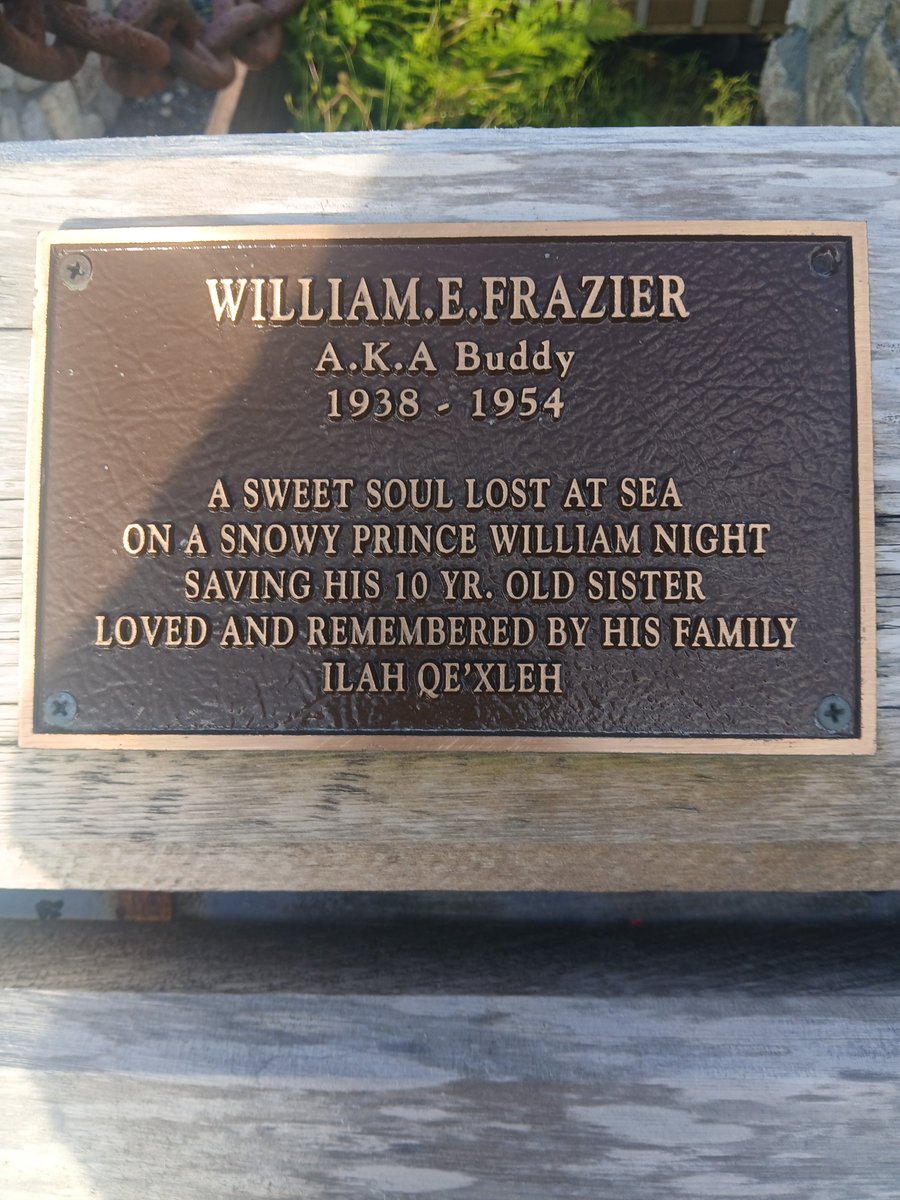 WILLIAM.E.FRAZIER
A.K.A Buddy
1938 - 1954
A SWEET SOUL LOST AT SEA
ON A SNOWY PRINCE WILLIAM NIGHT
SAVING HIS 10 YR. OLD SISTER
LOVED AND REMEMBERED BY HIS FAMILY
ILAH QE'XLEH